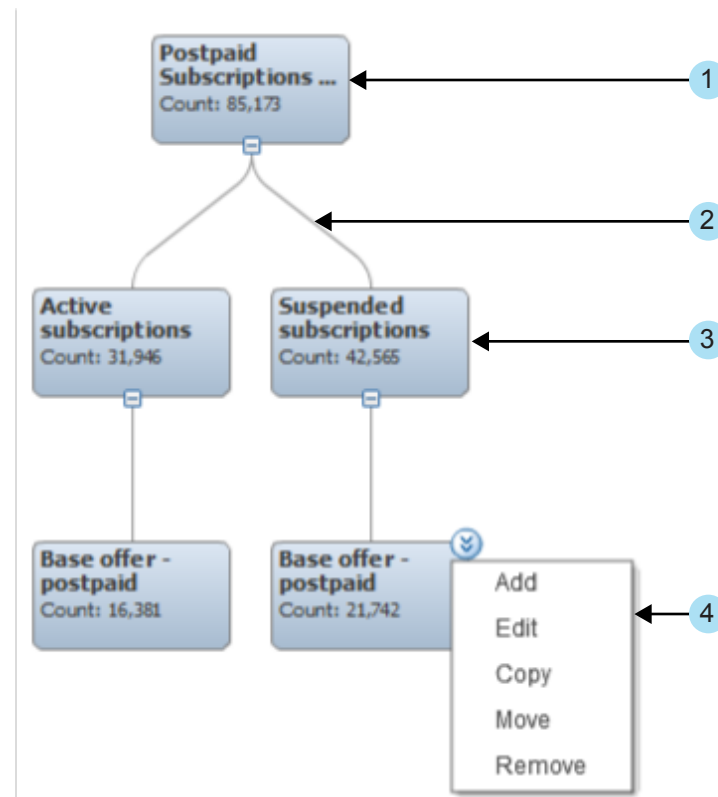 Postpaid
Subscriptions ...
Count: 85,173
1
2
Active
subscriptions
Count: 31,946
Suspended
subscriptions
Count: 42,565
3
Base offer -
postpaid
Count: 16,381
Base offer -
postpaid
Count: 21,742
Add
Edit
Copy
Move
Remove
4